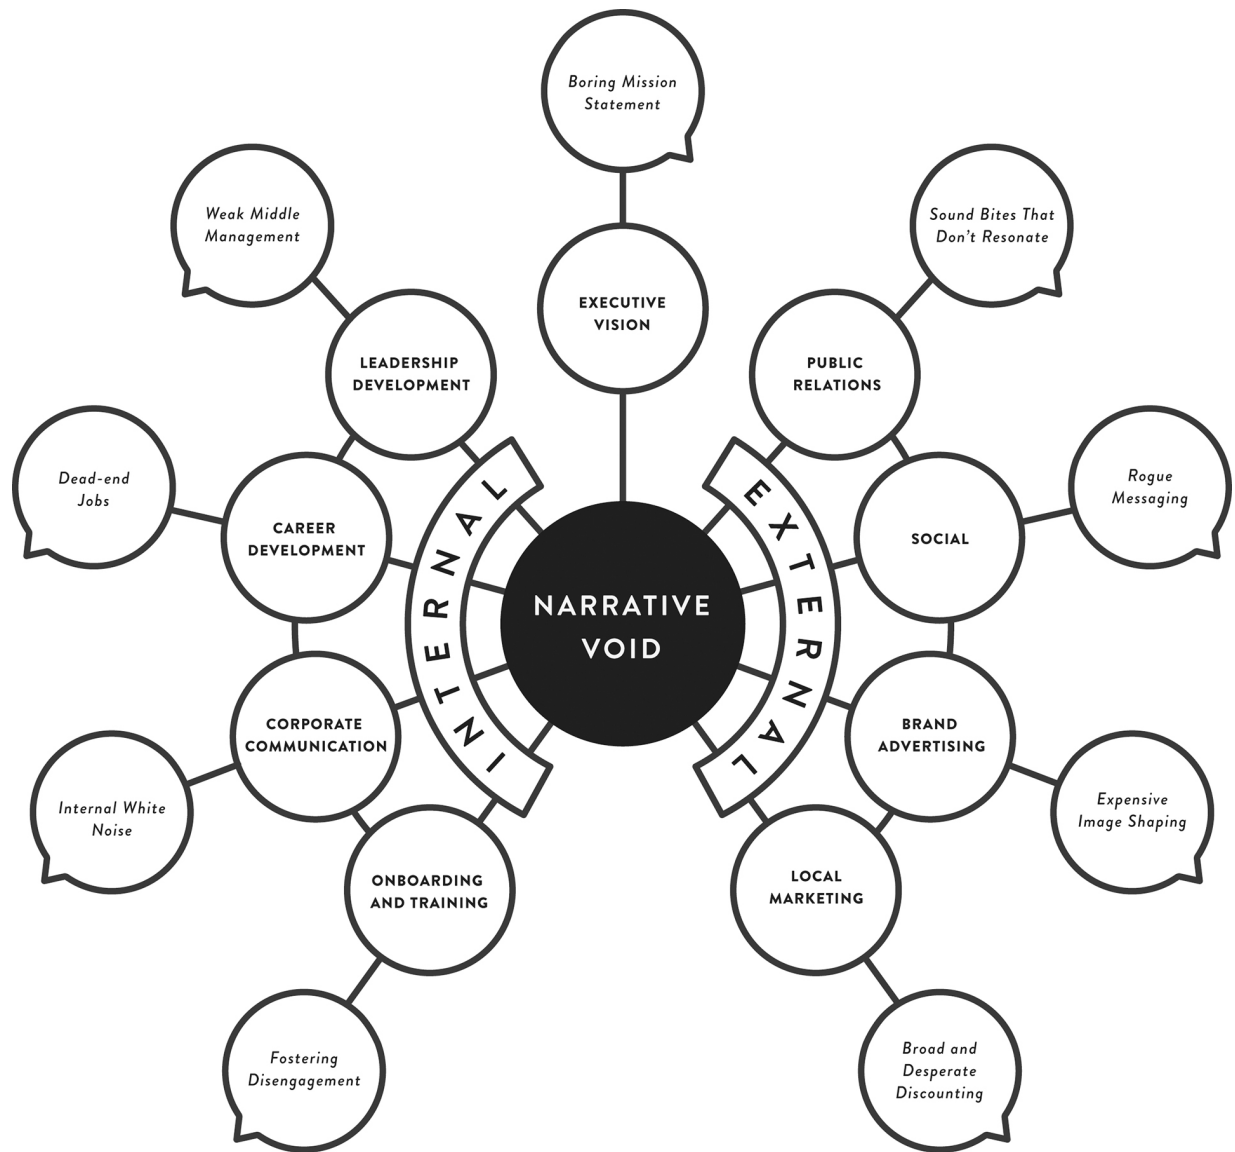 Boring Mission
Statement
EXECUTIVE
VISION
Weak Middle
Management
LEADERSHIP
DEVELOPMENT
Dead-end
Jobs
CAREER
DEVELOPMENT
Internal White
Noise
CORPORATE
COMMUNICATION
Fostering
Disengagement
ONBOARDING
AND TRAINING
INTERNAL
NARRATIVE
VOID
EXTERNAL
Sound Bites That
Don’t Resonate
PUBLIC
RELATIONS
Rogue
Messaging
SOCIAL
Expensive
Image Shaping
BRAND
ADVERTISING
Broad and
Desperate
Discounting
LOCAL
MARKETING